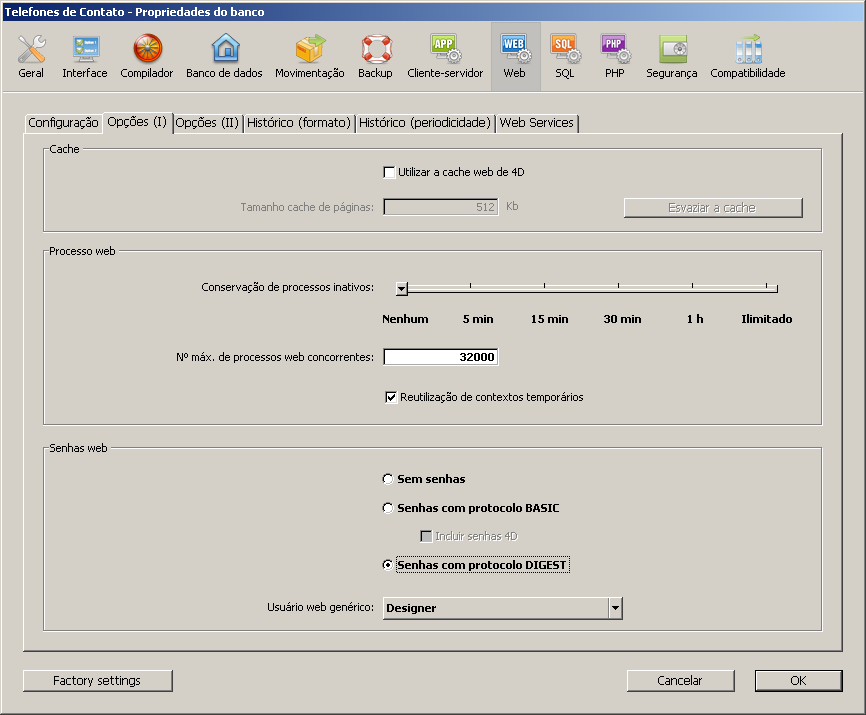 Telefones de Contato - Propriedades do banco
APP SQL PHP WEB
Geral Interface Compilador Banco de dados Movimentação Backup Cliente-servidor Web SQL PHP Segurança Compatibilidade
Configuração Opções (I) Opções (II) Histórico (formato) Histórico (periodicidade) Web Services
Cache
Utilizar a cache web de 4D
Tamanho cache de páginas: 512 Kb Esvaziar a cache
Processo web
Conservação de processos inativos:
Nenhum 5 min 15 min 30 min 1 h Ilimitado
Nº máx. de processos web concorrentes: 32000
Reutilização de contextos temporários
Senhas web
Sem senhas
Senhas com protocolo BASIC
Incluir senhas 4D
Senhas com protocolo DIGEST
Usuário web genérico: Designer
Factory settings Cancelar OK